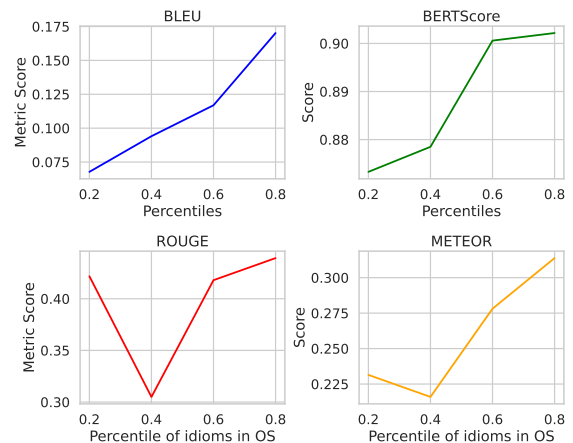 BLEU
Metric Score
0.175
0.150
0.125
0.100
0.075
0.2 0.4 0.6 0.8
Percentiles
BERTScore
Score
0.90
0.89
0.88
0.2 0.4 0.6 0.8
Percentiles
ROUGE
Metric Score
0.40
0.35
0.30
0.2 0.4 0.6 0.8
Percentile of idioms in OS
METEOR
Score
0.300
0.275
0.250
0.225
0.2 0.4 0.6 0.8
Percentile of idioms in OS